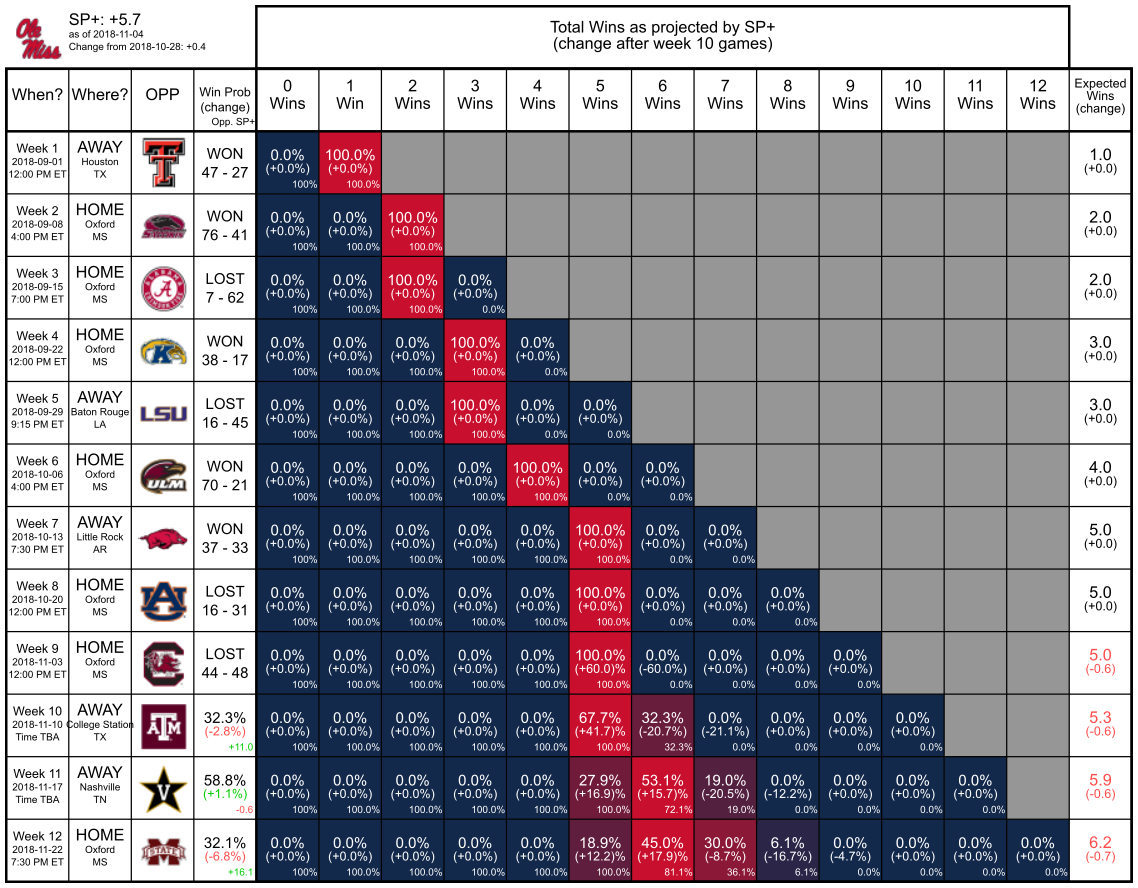 Ole Miss
SP+: +5.7
as of 2018-11-04
Change from 2018-10-28: +0.4
Total Wins as projected by SP+
(change after week 10 games)
When? Where? OPP Win Prob (change) Opp. SP+ 0 Wins 1 Win 2 Wins 3 Wins 4 Wins 5 Wins 6 Wins 7 Wins 8 Wins 9 Wins 10 Wins 11 Wins 12 Wins Expected Wins (change)
Week 1 AWAY WON 0.0% 100.0% 1.0
2018-09-01 Houston 47 - 27 (+0.0%) (+0.0%) (+0.0)
12:00 PM ET TX 100% 100.0%
Week 2 HOME WON 0.0% 0.0% 100.0% 2.0
2018-09-08 Oxford 76 - 41 (+0.0%) (+0.0%) (+0.0%) (+0.0)
4:00 PM ET MS 100% 100.0% 100.0%
Week 3 HOME LOST 0.0% 0.0% 100.0% 0.0% 2.0
2018-09-15 Oxford 7 - 62 (+0.0%) (+0.0%) (+0.0%) (+0.0%) (+0.0)
7:00 PM ET MS 100% 100.0% 100.0% 0.0%
Week 4 HOME WON 0.0% 0.0% 0.0% 100.0% 0.0% 3.0
2018-09-22 Oxford 38 - 17 (+0.0%) (+0.0%) (+0.0%) (+0.0%) (+0.0%) (+0.0)
12:00 PM ET MS 100% 100.0% 100.0% 100.0% 0.0%
Week 5 AWAY LSU LOST 0.0% 0.0% 0.0% 100.0% 0.0% 0.0% 3.0
2018-09-29 Baton Rouge 16 - 45 (+0.0%) (+0.0%) (+0.0%) (+0.0%) (+0.0%) (+0.0%) (+0.0)
9:15 PM ET LA 100% 100.0% 100.0% 100.0% 0.0% 0.0%
Week 6 HOME ULM WON 0.0% 0.0% 0.0% 0.0% 100.0% 0.0% 0.0% 4.0
2018-10-06 Oxford 70 - 21 (+0.0%) (+0.0%) (+0.0%) (+0.0%) (+0.0%) (+0.0%) (+0.0%) (+0.0)
4:00 PM ET MS 100% 100.0% 100.0% 100.0% 100.0% 0.0% 0.0%
Week 7 AWAY WON 0.0% 0.0% 0.0% 0.0% 0.0% 100.0% 0.0% 0.0% 5.0
2018-10-13 Little Rock 37 - 33 (+0.0%) (+0.0%) (+0.0%) (+0.0%) (+0.0%) (+0.0%) (+0.0%) (+0.0%) (+0.0)
7:30 PM ET AR 100% 100.0% 100.0% 100.0% 100.0% 100.0% 0.0% 0.0%
Week 8 HOME LOST 0.0% 0.0% 0.0% 0.0% 0.0% 100.0% 0.0% 0.0% 0.0% 5.0
2018-10-20 Oxford 16 - 31 (+0.0%) (+0.0%) (+0.0%) (+0.0%) (+0.0%) (+0.0%) (+0.0%) (+0.0%) (+0.0%) (+0.0)
12:00 PM ET MS 100% 100.0% 100.0% 100.0% 100.0% 100.0% 0.0% 0.0% 0.0%
Week 9 HOME LOST 0.0% 0.0% 0.0% 0.0% 0.0% 100.0% 0.0% 0.0% 0.0% 0.0% 5.0
2018-11-03 Oxford 44 - 48 (+0.0%) (+0.0%) (+0.0%) (+0.0%) (+0.0%) (+60.0)% (-60.0%) (+0.0%) (+0.0%) (+0.0%) (-0.6)
12:00 PM ET MS 100% 100.0% 100.0% 100.0% 100.0% 100.0% 0.0% 0.0% 0.0% 0.0%
Week 10 AWAY ATM 32.3% 0.0% 0.0% 0.0% 0.0% 0.0% 67.7% 32.3% 0.0% 0.0% 0.0% 0.0% 5.3
2018-11-10 College Station (-2.8%) (+0.0%) (+0.0%) (+0.0%) (+0.0%) (+0.0%) (+41.7)% (-20.7%) (-21.1%) (+0.0%) (+0.0%) (+0.0%) (-0.6)
Time TBA TX +11.0 100% 100.0% 100.0% 100.0% 100.0% 100.0% 32.3% 0.0% 0.0% 0.0% 0.0%
Week 11 AWAY V 58.8% 0.0% 0.0% 0.0% 0.0% 0.0% 27.9% 53.1% 19.0% 0.0% 0.0% 0.0% 0.0% 5.9
2018-11-17 Nashville (+1.1%) (+0.0%) (+0.0%) (+0.0%) (+0.0%) (+0.0%) (+16.9)% (+15.7)% (-20.5%) (-12.2%) (+0.0%) (+0.0%) (+0.0%) (-0.6)
Time TBA TN -0.6 100% 100.0% 100.0% 100.0% 100.0% 100.0% 72.1% 19.0% 0.0% 0.0% 0.0% 0.0%
Week 12 HOME STATE 32.1% 0.0% 0.0% 0.0% 0.0% 0.0% 18.9% 45.0% 30.0% 6.1% 0.0% 0.0% 0.0% 0.0% 6.2
2018-11-22 Oxford (-6.8%) (+0.0%) (+0.0%) (+0.0%) (+0.0%) (+0.0%) (+12.2)% (+17.9)% (-8.7%) (-16.7%) (-4.7%) (+0.0%) (+0.0%) (+0.0%) (-0.7)
7:30 PM ET MS +16.1 100% 100.0% 100.0% 100.0% 100.0% 100.0% 81.1% 36.1% 6.1% 0.0% 0.0% 0.0% 0.0%